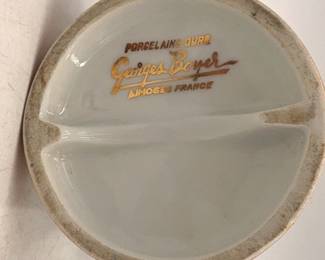 PORCELAINE DURE
Georges Boyer
LIMOGES FRANCE